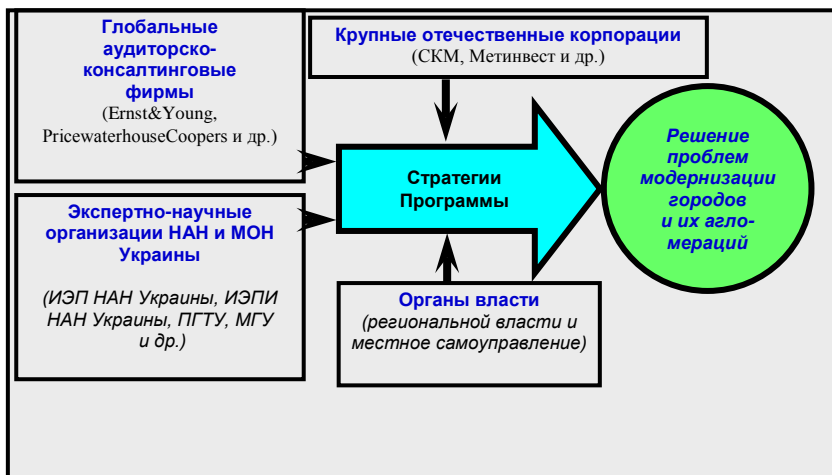 Глобальные
аудиторско-
консалтинговые
фирмы
(Ernst&Young,
PricewaterhouseCoopers и др.)
Крупные отечественные корпорации
(СКМ, Метинвест и др.)
Экспертно-научные
организации НАН и МОН
Украины
(ИЭП НАН Украины, ИЭПИ
НАН Украины, ПГТУ, МГУ
и др.)
Стратегии
Программы
Органы власти
(региональной власти и
местное самоуправление)
Решение
проблем
модернизации
городов
и их агло-
мераций